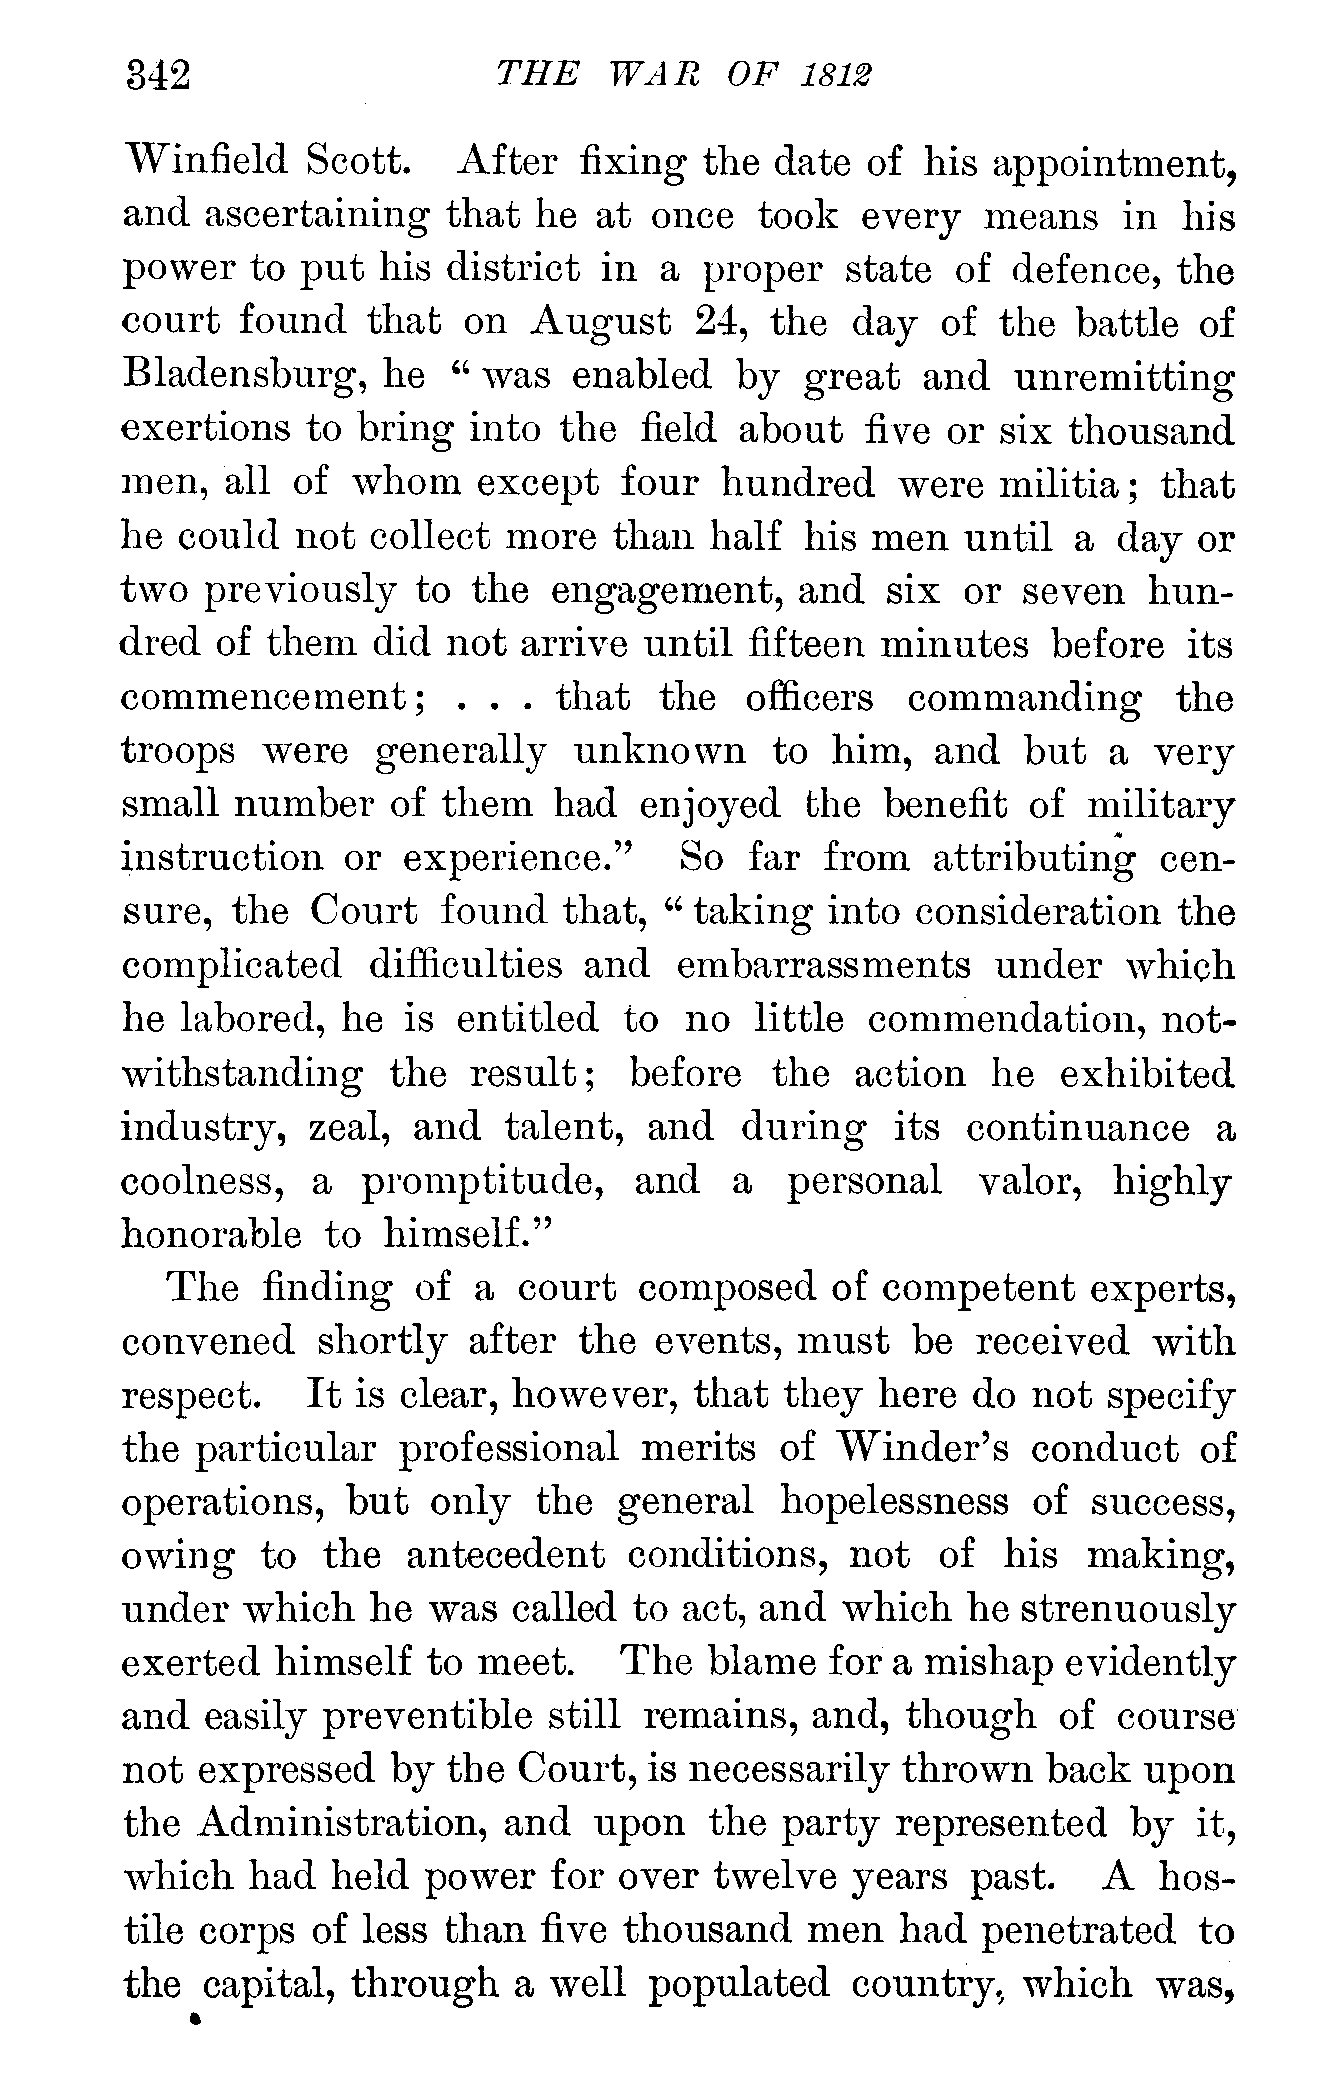 342 THE WAR OF 1812
Winfield Scott. After fixing the date of his appointment,
and ascertaining that he at once took every means in his
power to put his district in a proper state of defence, the
court found that on August 24, the day of the battle of
Bladensburg, he “ was enabled by great and unremitting
exertions to bring into the field about five or six thousand
men, all of whom except four hundred were militia; that
he could not collect more than half his men until a day or
two previously to the engagement, and six or seven hun-
dred of them did not arrive until fifteen minutes before its
commencement; . . . that the officers commanding the
troops were generally unknown to him, and but a very
small number of them had enjoyed the benefit of military
instruction or experience.” So far from attributing cen-
sure, the Court found that, “ taking into consideration the
complicated difficulties and embarrassments under which
he labored, he is entitled to no little commendation, not-
withstanding the result; before the action he exhibited
industry, zeal, and talent, and during its continuance a
coolness, a promptitude, and a personal valor, highly
honorable to himself.”
The finding of a court composed of competent experts,
convened shortly after the events, must be received with
respect. It is clear, however, that they here do not specify
the particular professional merits of Winder’s conduct of
operations, but only the general hopelessness of success,
owing to the antecedent conditions, not of his making,
under which he was called to act, and which he strenuously
exerted himself to meet. The blame for a mishap evidently
and easily preventible still remains, and, though of course
not expressed by the Court, is necessarily thrown back upon
the Administration, and upon the party represented by it,
which had held power for over twelve years past. A hos-
tile corps of less than five thousand men had penetrated to
the capital, through a well populated country, which was,